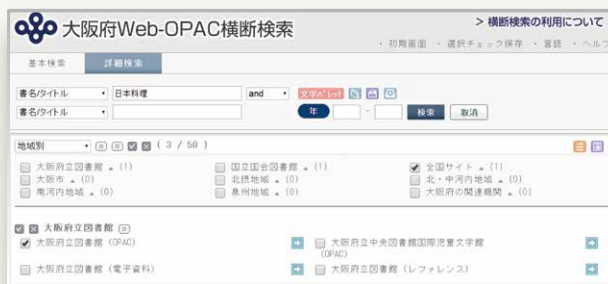 大阪府Web-OPAC横断検索
> 横断検索の利用について
・初期画面 ・選択チェック保存 ・言語 ・ヘルプ
基本検索 詳細検索
書名/タイトル 日本料理 and 文字パレット
書名/タイトル 年 - 検索 取消
地域別 ( 3 / 50 )
大阪府立図書館 ▲ (1) 国立国会図書館 ▲ (1) 全国サイト ▲ (1)
大阪市 ▲ (0) 北摂地域 ▲ (0) 北・中河内地域 ▲ (0)
南河内地域 ▲ (0) 泉州地域 ▲ (0) 大阪府の関連機関 ▲ (0)
大阪府立図書館
大阪府立図書館 (OPAC) 大阪府立中央図書館国際児童文学館
(OPAC)
大阪府立図書館 (電子資料) 大阪府立図書館 (レファレンス)